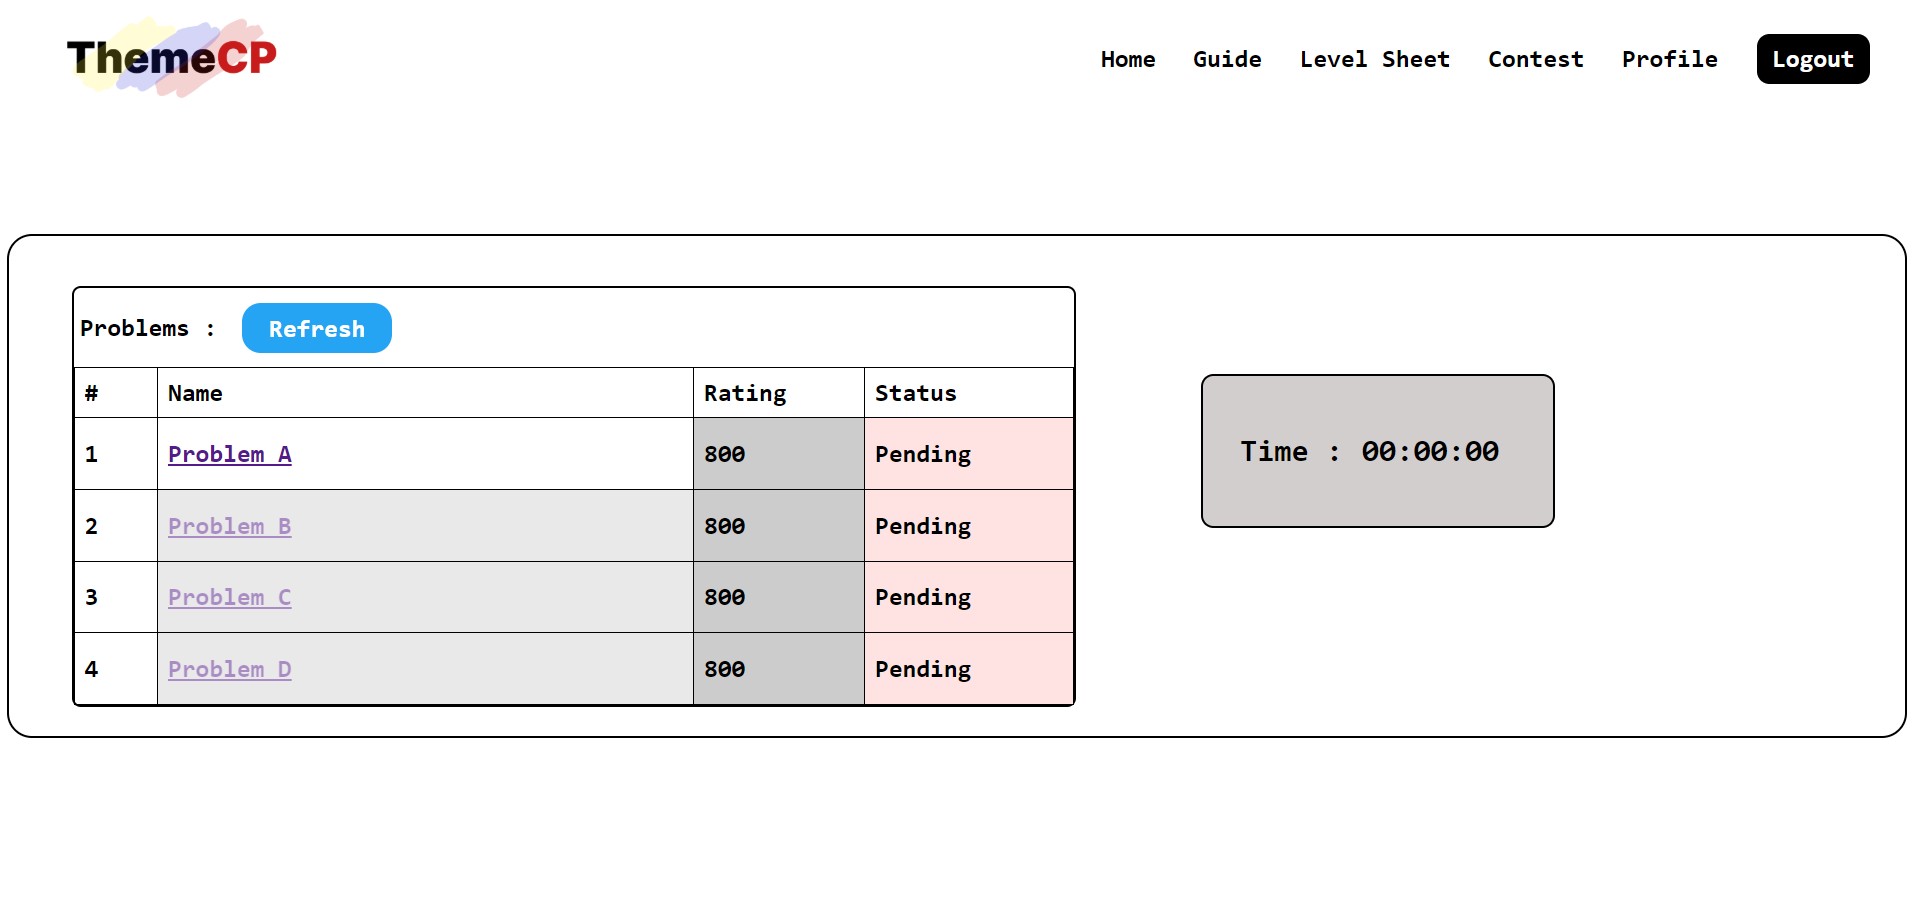 ThemeCP
Home Guide Level Sheet Contest Profile Logout
Problems : Refresh
# Name Rating Status
1 Problem A 800 Pending
2 Problem B 800 Pending
3 Problem C 800 Pending
4 Problem D 800 Pending
Time : 00:00:00